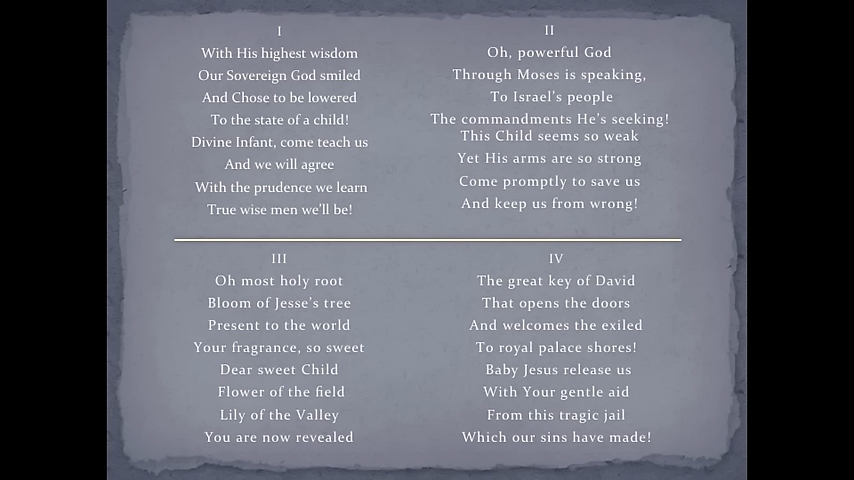 I
With His highest wisdom
Our Sovereign God smiled
And Chose to be lowered
To the state of a child!
Divine Infant, come teach us
And we will agree
With the prudence we learn
True wise men we'll be!
II
Oh, powerful God
Through Moses is speaking,
To Israel's people
The commandments He's seeking!
This Child seems so weak
Yet His arms are so strong
Come promptly to save us
And keep us from wrong!
III
Oh most holy root
Bloom of Jesse's tree
Present to the world
Your fragrance, so sweet
Dear sweet Child
Flower of the field
Lily of the Valley
You are now revealed
IV
The great key of David
That opens the doors
And welcomes the exiled
To royal palace shores!
Baby Jesus release us
With Your gentle aid
From this tragic jail
Which our sins have made!